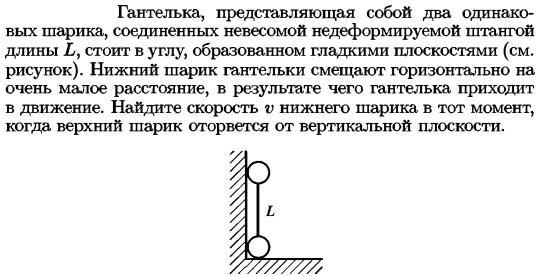 Гантелька, представляющая собой два одинако-
вых шарика, соединенных невесомой недеформируемой штангой
длины L, стоит в углу, образованном гладкими плоскостями (см.
рисунок). Нижний шарик гантельки смещают горизонтально на
очень малое расстояние, в результате чего гантелька приходит
в движение. Найдите скорость v нижнего шарика в тот момент,
когда верхний шарик оторвется от вертикальной плоскости.
L